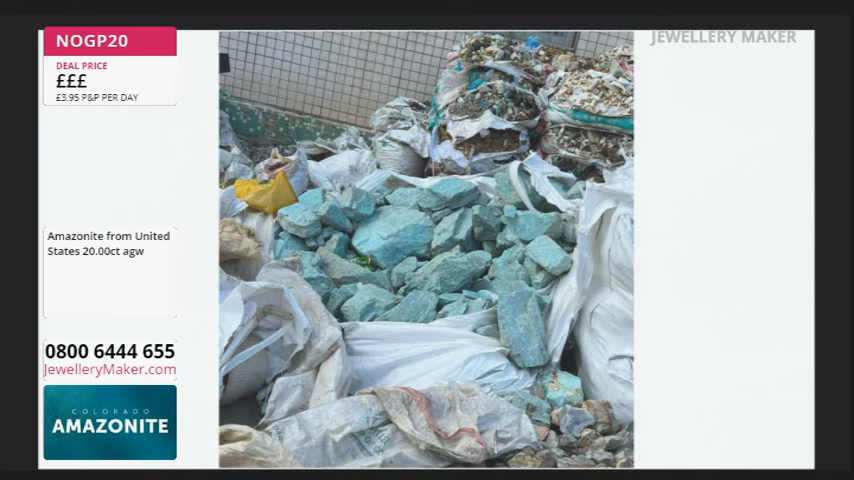 NOGP20
DEAL PRICE
£££
£3.95 P&P PER DAY
JEWELLERY MAKER
Amazonite from United
States 20.00ct agw
0800 6444 655
JewelleryMaker.com
COLORADO
AMAZONITE